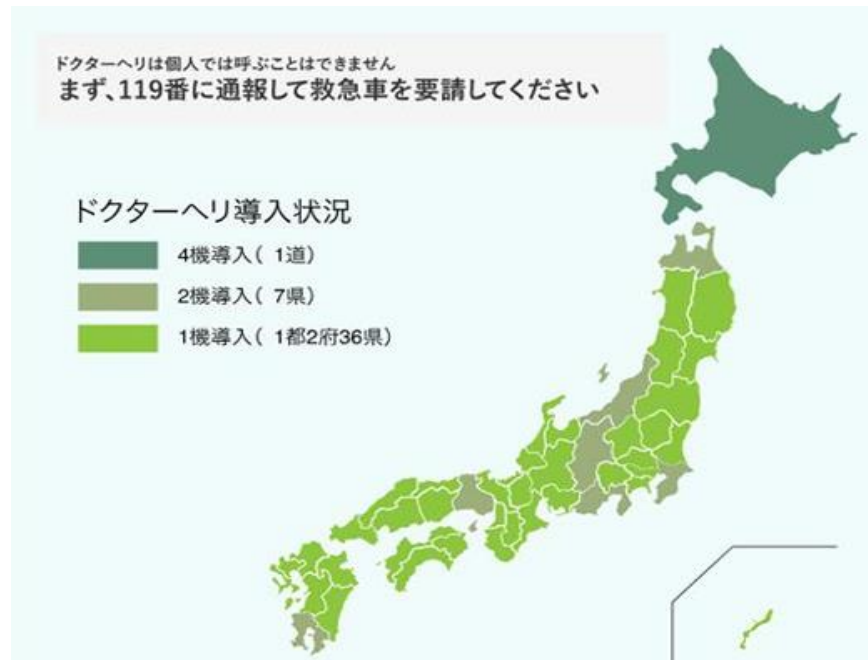 ドクターヘリは個人では呼ぶことはできません
まず、119番に通報して救急車を要請してください
ドクターヘリ導入状況
4機導入( 1道)
2機導入( 7県)
1機導入( 1都2府36県)